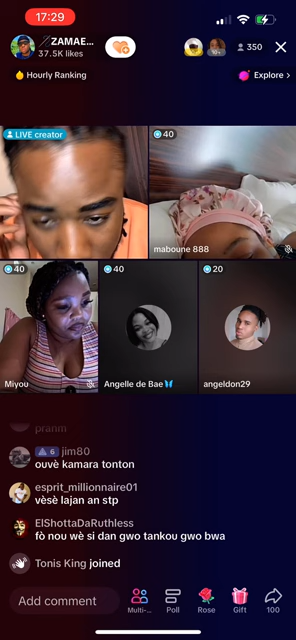 17:29
ZAMAE...
37.5K likes
10+
350
Hourly Ranking
Explore >
LIVE creator
40
maboune 888
40
40
20
Miyou
Angelle de Bae
angeldon29
pranm
6 jim80
ouvè kamara tonton
esprit_millionnaire01
vèsè lajan an stp
ElShottaDaRuthless
fò nou wè si dan gwo tankou gwo bwa
Tonis King joined
Add comment
Multi-...
Poll
Rose
Gift
100